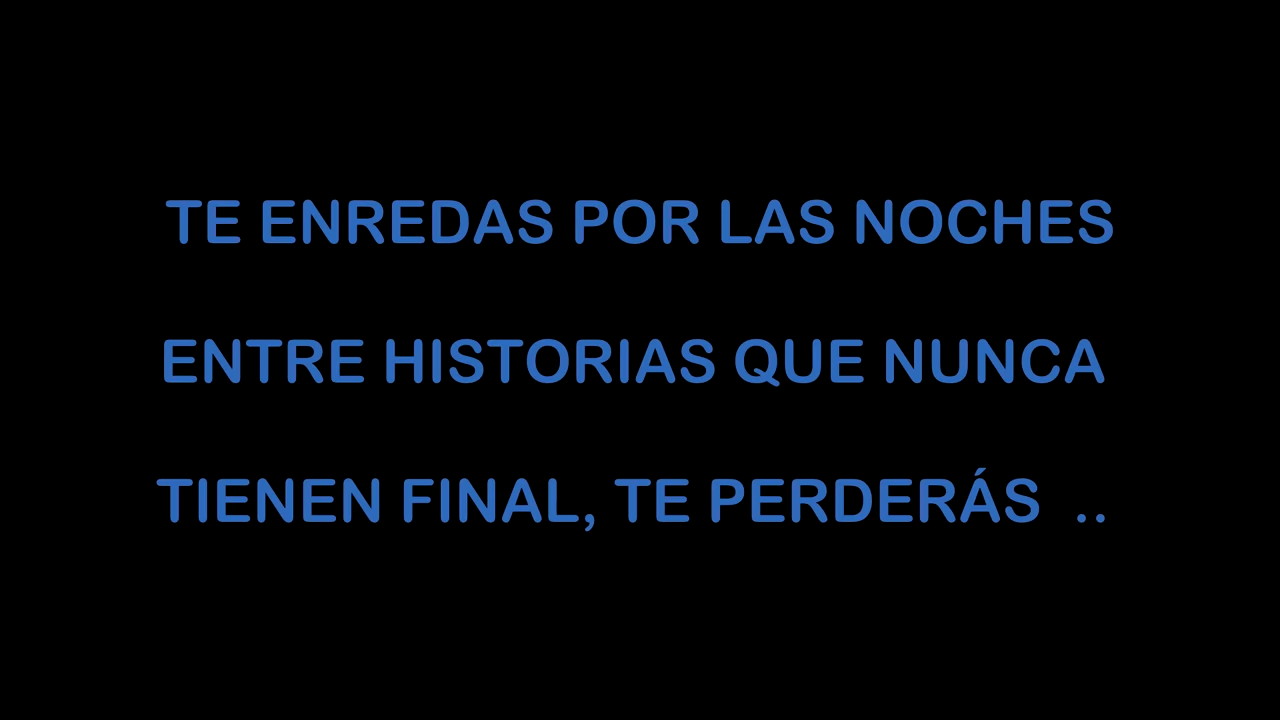 TE ENREDAS POR LAS NOCHES
ENTRE HISTORIAS QUE NUNCA
TIENEN FINAL, TE PERDERÁS  ..